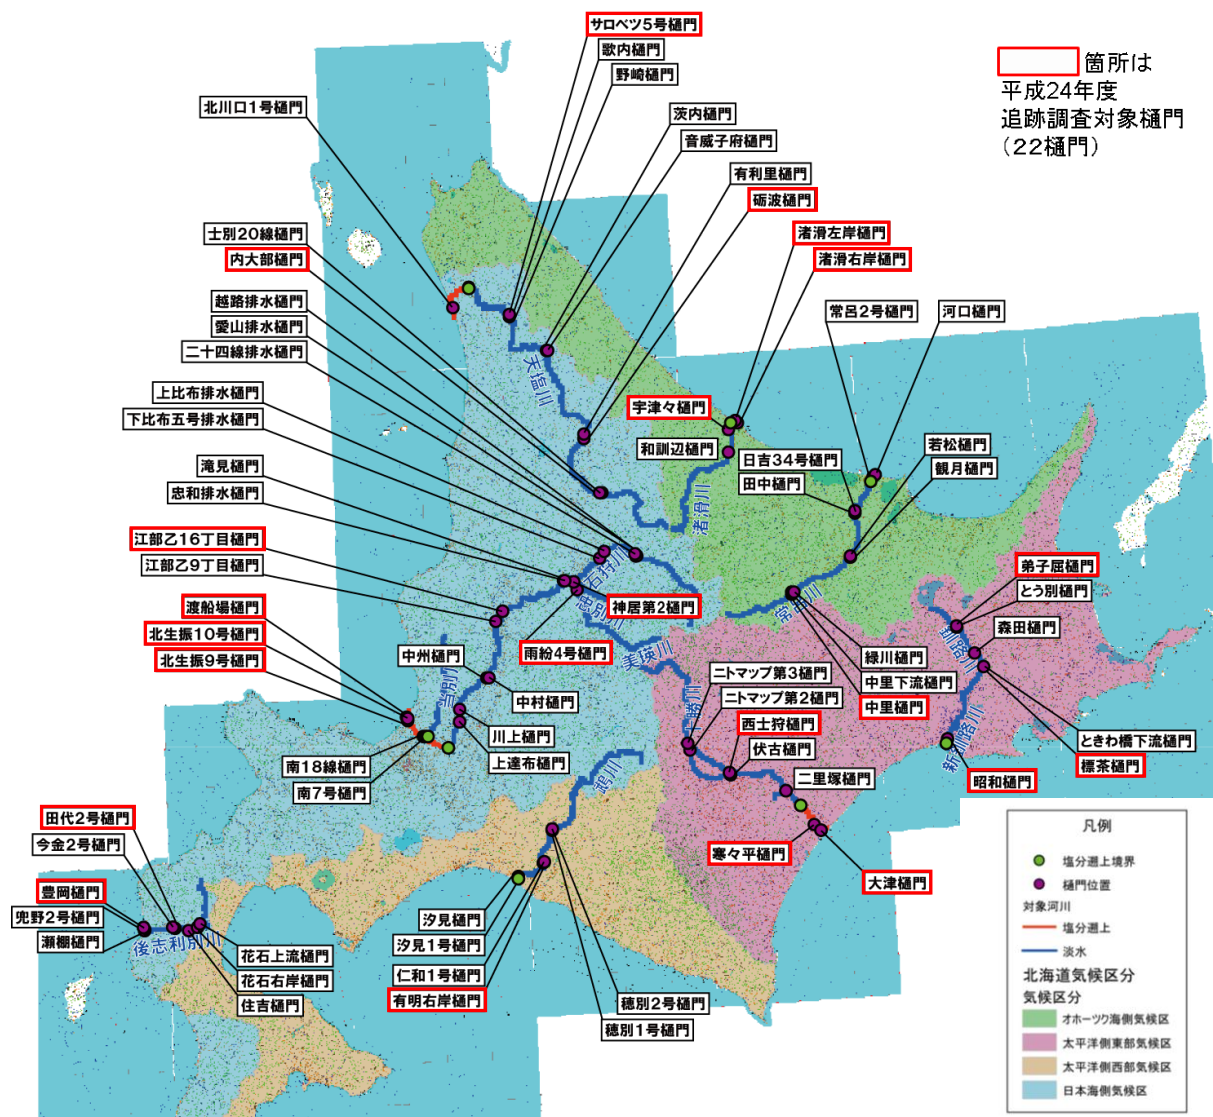 サロベツ5号樋門
歌内樋門
野崎樋門
北川口1号樋門
茨内樋門
音威子府樋門
有利里樋門
砺波樋門
箇所は
平成24年度
追跡調査対象樋門
(22樋門)
士別20線樋門
内大部樋門
渚滑左岸樋門
渚滑右岸樋門
越路排水樋門
愛山排水樋門
二十四線排水樋門
常呂2号樋門
河口樋門
上比布樋門
下比布五号排水樋門
天塩川
宇津々樋門
和訓辺樋門
日吉34号樋門
田中樋門
若松樋門
観月樋門
滝見樋門
忠和排水樋門
渚滑川
江部乙16丁目樋門
江部乙9丁目樋門
石狩川
忠別川
神居第2樋門
常呂川
弟子屈樋門
とう別樋門
渡船場樋門
北生振10号樋門
北生振9号樋門
雨紛4号樋門
美瑛川
森田樋門
釧路川
中州樋門
中村樋門
当別川
ニトマップ第3樋門
ニトマップ第2樋門
緑川樋門
中里下流樋門
中里樋門
十勝川
西士狩樋門
伏古樋門
川上樋門
上達布樋門
ときわ橋下流樋門
標茶樋門
新釧路川
昭和樋門
南18線樋門
南7号樋門
鵡川
二里塚樋門
田代2号樋門
今金2号樋門
寒々平樋門
大津樋門
豊岡樋門
兜野2号樋門
瀬棚樋門
後志利別川
花石上流樋門
花石右岸樋門
住吉樋門
汐見樋門
汐見1号樋門
仁和1号樋門
有明右岸樋門
穂別2号樋門
穂別1号樋門
凡例
塩分遡上境界
樋門位置
対象河川
塩分遡上
淡水
北海道気候区分
気候区分
オホーツク海側気候区
太平洋側東部気候区
太平洋側西部気候区
日本海側気候区